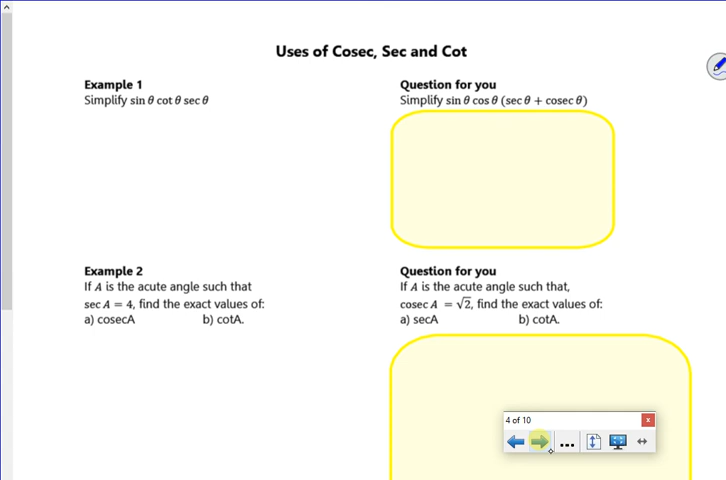 Uses of Cosec, Sec and Cot
Example 1
Simplify sin θ cot θ sec θ
Question for you
Simplify sin θ cos θ (sec θ + cosec θ)
Example 2
If A is the acute angle such that
sec A = 4, find the exact values of:
a) cosecA b) cotA.
Question for you
If A is the acute angle such that,
cosec A = √2, find the exact values of:
a) secA b) cotA.
4 of 10